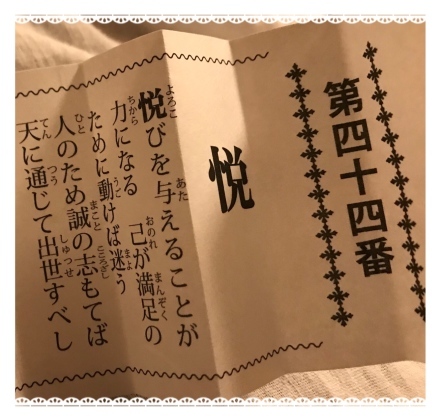 第四十四番
悦
悦びを与えることが
力になる　己が満足の
ために動けば迷う
人のため誠の志もてば
天に通じて出世すべし